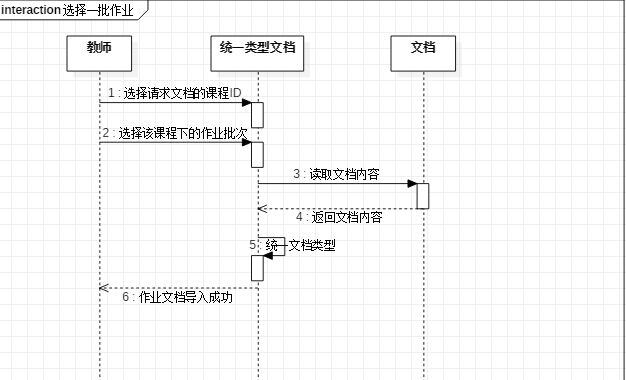 interaction 选择一批作业
教师
统一类型文档
文档
1 : 选择请求文档的课程ID
2 : 选择该课程下的作业批次
3 : 读取文档内容
4 : 返回文档内容
5 : 统一文档类型
6 : 作业文档导入成功